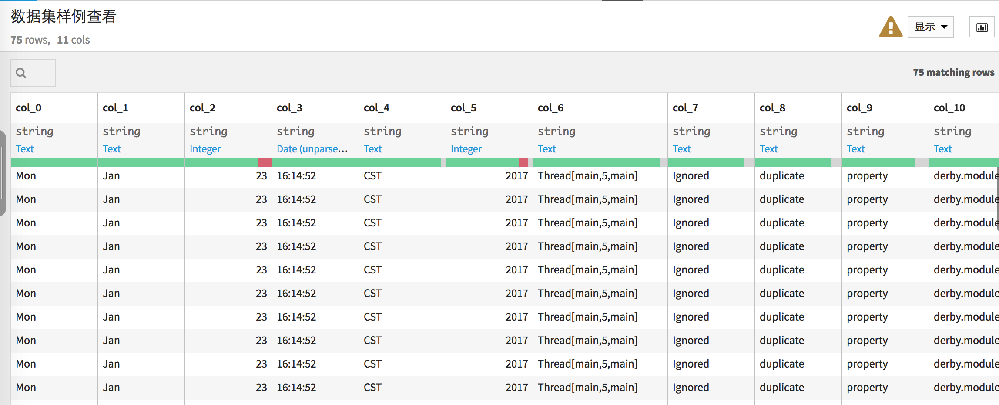 数据集样例查看
75 rows, 11 cols
显示
75 matching rows
col_0 col_1 col_2 col_3 col_4 col_5 col_6 col_7 col_8 col_9 col_10
string string string string string string string string string string string
Text Text Integer Date (unparse... Text Integer Text Text Text Text Text
Mon Jan 23 16:14:52 CST 2017 Thread[main,5,main] Ignored duplicate property derby.module
Mon Jan 23 16:14:52 CST 2017 Thread[main,5,main] Ignored duplicate property derby.module
Mon Jan 23 16:14:52 CST 2017 Thread[main,5,main] Ignored duplicate property derby.module
Mon Jan 23 16:14:52 CST 2017 Thread[main,5,main] Ignored duplicate property derby.module
Mon Jan 23 16:14:52 CST 2017 Thread[main,5,main] Ignored duplicate property derby.module
Mon Jan 23 16:14:52 CST 2017 Thread[main,5,main] Ignored duplicate property derby.module
Mon Jan 23 16:14:52 CST 2017 Thread[main,5,main] Ignored duplicate property derby.module
Mon Jan 23 16:14:52 CST 2017 Thread[main,5,main] Ignored duplicate property derby.module
Mon Jan 23 16:14:52 CST 2017 Thread[main,5,main] Ignored duplicate property derby.module
Mon Jan 23 16:14:52 CST 2017 Thread[main,5,main] Ignored duplicate property derby.module